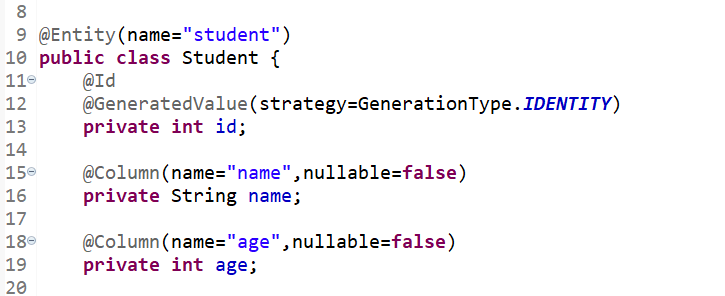 8
9 @Entity(name="student")
10 public class Student {
11 @Id
12 @GeneratedValue(strategy=GenerationType.IDENTITY)
13 private int id;
14
15 @Column(name="name",nullable=false)
16 private String name;
17
18 @Column(name="age",nullable=false)
19 private int age;
20